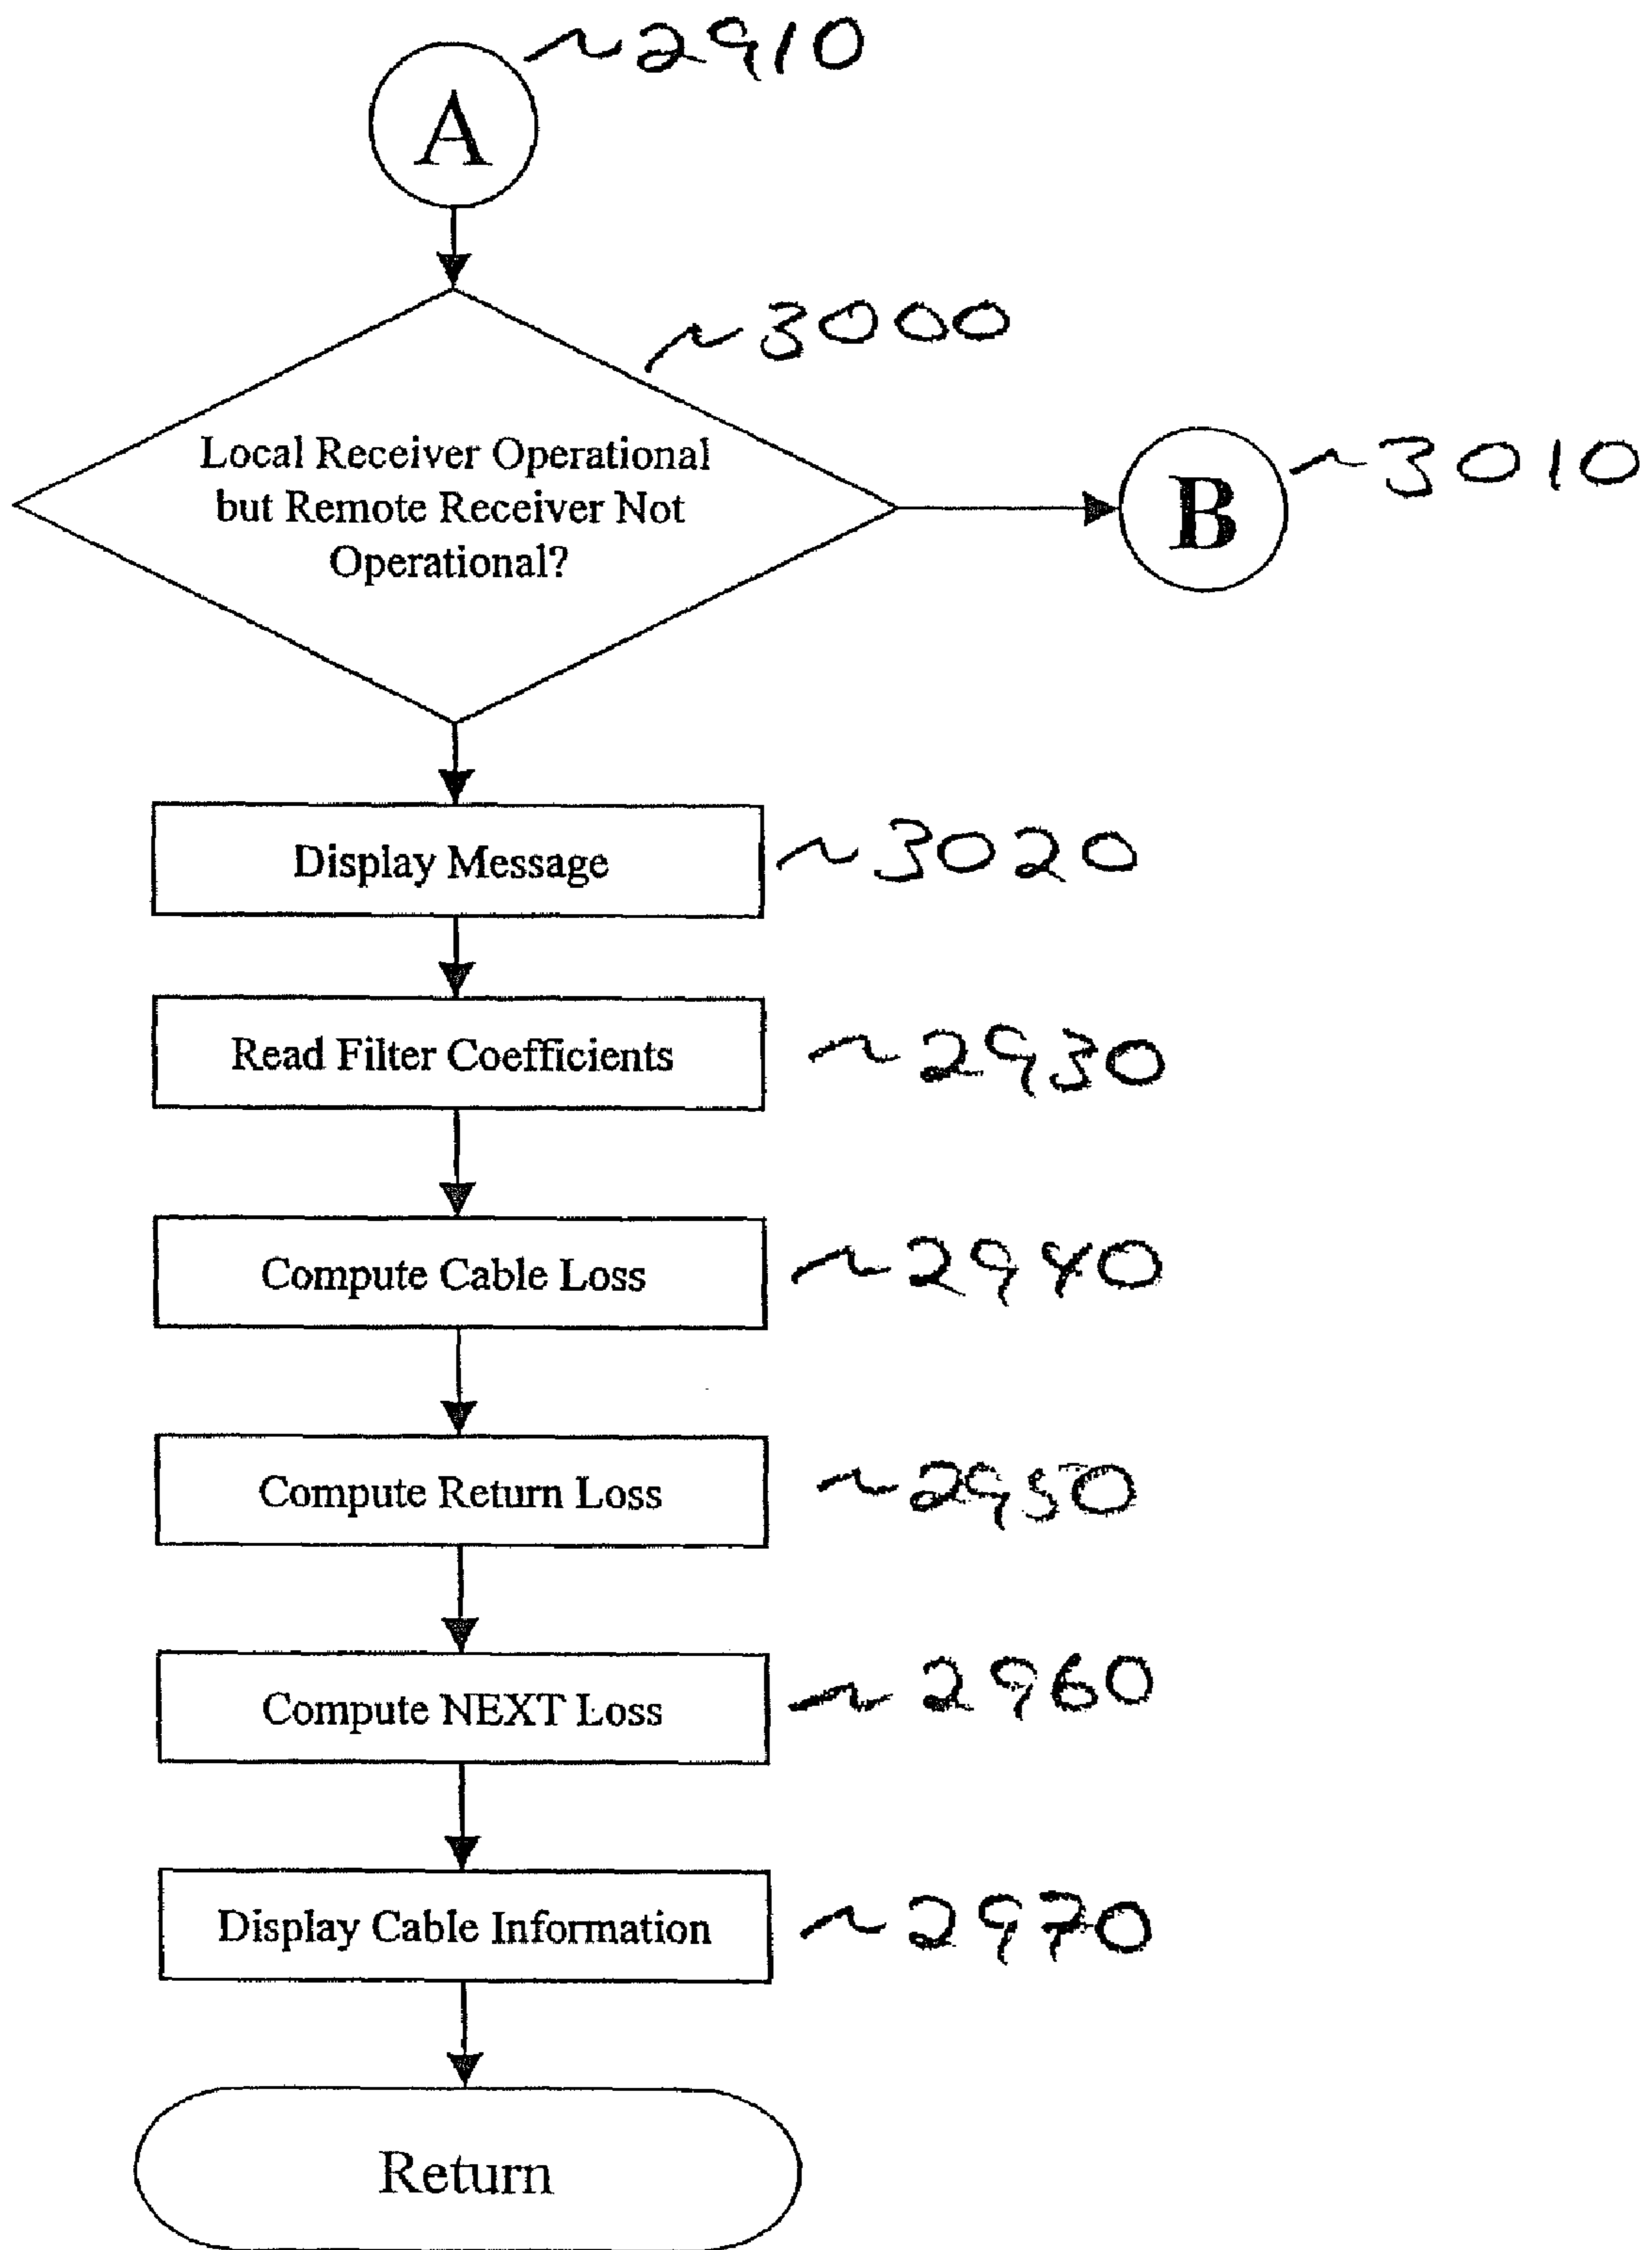 ~2910
A
~3000
Local Receiver Operational
but Remote Receiver Not
Operational?
B
~3010
Display Message
~3020
Read Filter Coefficients
~2930
Compute Cable Loss
~2940
Compute Return Loss
~2950
Compute NEXT Loss
~2960
Display Cable Information
~2970
Return